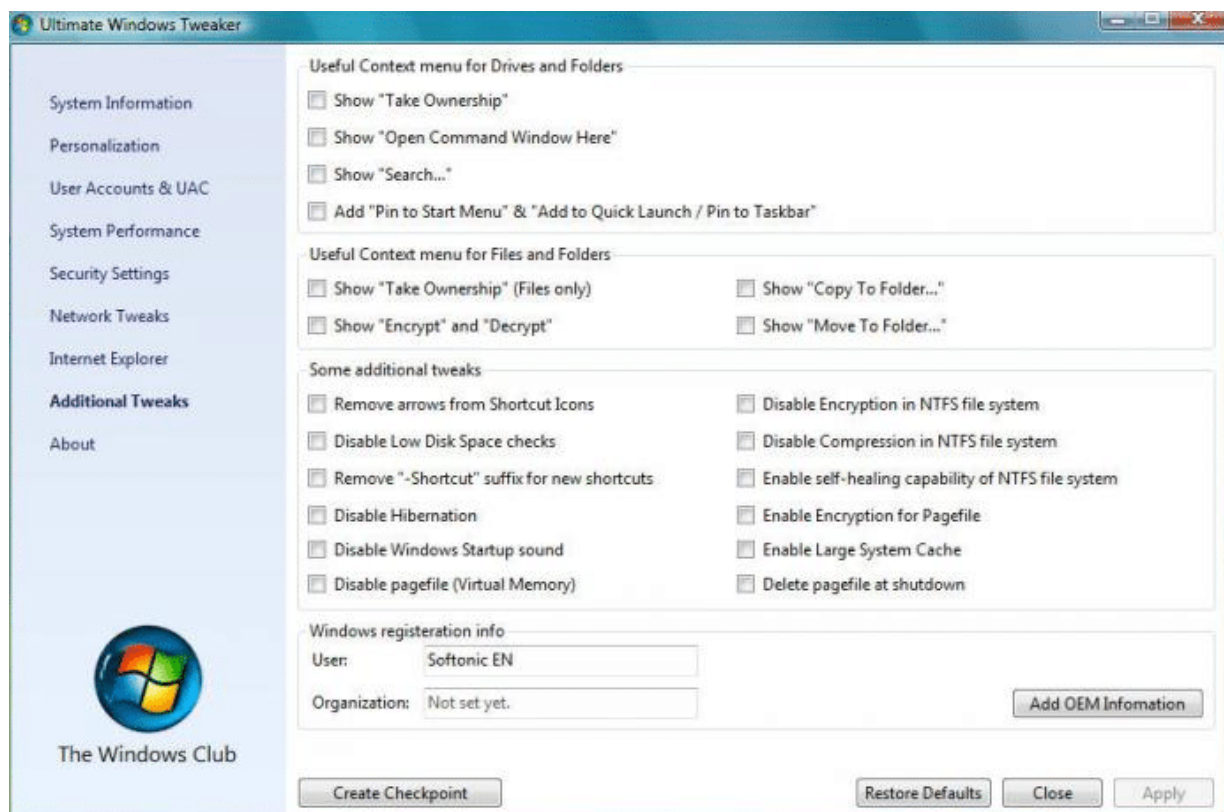 Ultimate Windows Tweaker
System Information
Personalization
User Accounts & UAC
System Performance
Security Settings
Network Tweaks
Internet Explorer
Additional Tweaks
About
The Windows Club
Useful Context menu for Drives and Folders
Show "Take Ownership"
Show "Open Command Window Here"
Show "Search..."
Add "Pin to Start Menu" & "Add to Quick Launch / Pin to Taskbar"
Useful Context menu for Files and Folders
Show "Take Ownership" (Files only)
Show "Copy To Folder..."
Show "Encrypt" and "Decrypt"
Show "Move To Folder..."
Some additional tweaks
Remove arrows from Shortcut Icons
Disable Encryption in NTFS file system
Disable Low Disk Space checks
Disable Compression in NTFS file system
Remove "-Shortcut" suffix for new shortcuts
Enable self-healing capability of NTFS file system
Disable Hibernation
Enable Encryption for Pagefile
Disable Windows Startup sound
Enable Large System Cache
Disable pagefile (Virtual Memory)
Delete pagefile at shutdown
Windows registeration info
User: Softonic EN
Organization: Not set yet.
Add OEM Infomation
Create Checkpoint
Restore Defaults
Close
Apply